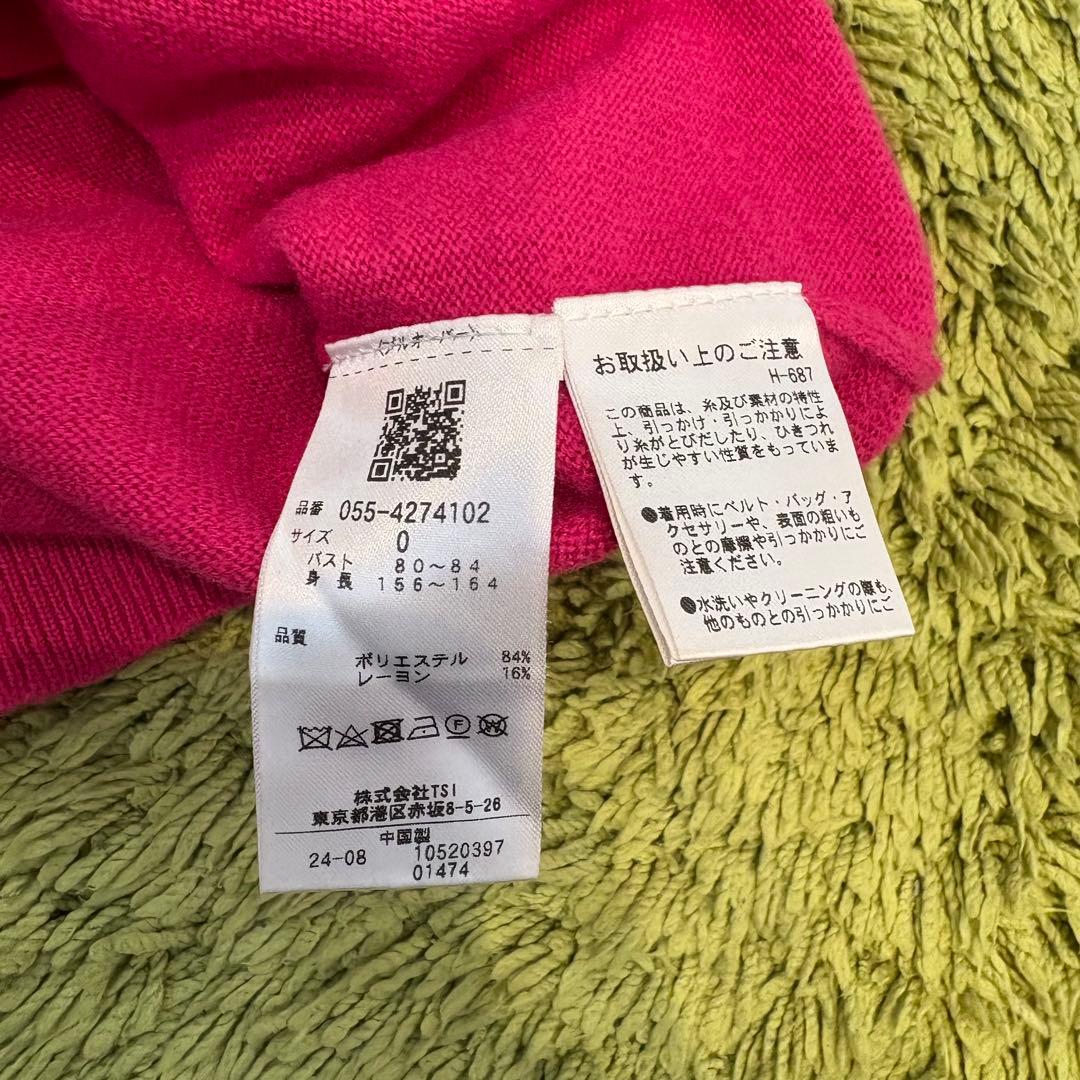 〈プルオーバー〉
品番 055-4274102
サイズ 0
バスト 80～84
身長 156～164
品質
ポリエステル 84%
レーヨン 16%
F
W
株式会社TSI
東京都港区赤坂8-5-26
中国製
24-08 10520397
01474
お取扱い上のご注意
H-687
この商品は、糸及び素材の特性
上、引っかけ・引っかかりによ
り糸がとびだしたり、ひきつれ
が生じやすい性質をもっていま
す。
●着用時にベルト・バッグ・ア
クセサリーや、表面の粗いも
のとの摩擦や引っかかりにご
注意ください。
●水洗いやクリーニングの際も、
他のものとの引っかかりにご